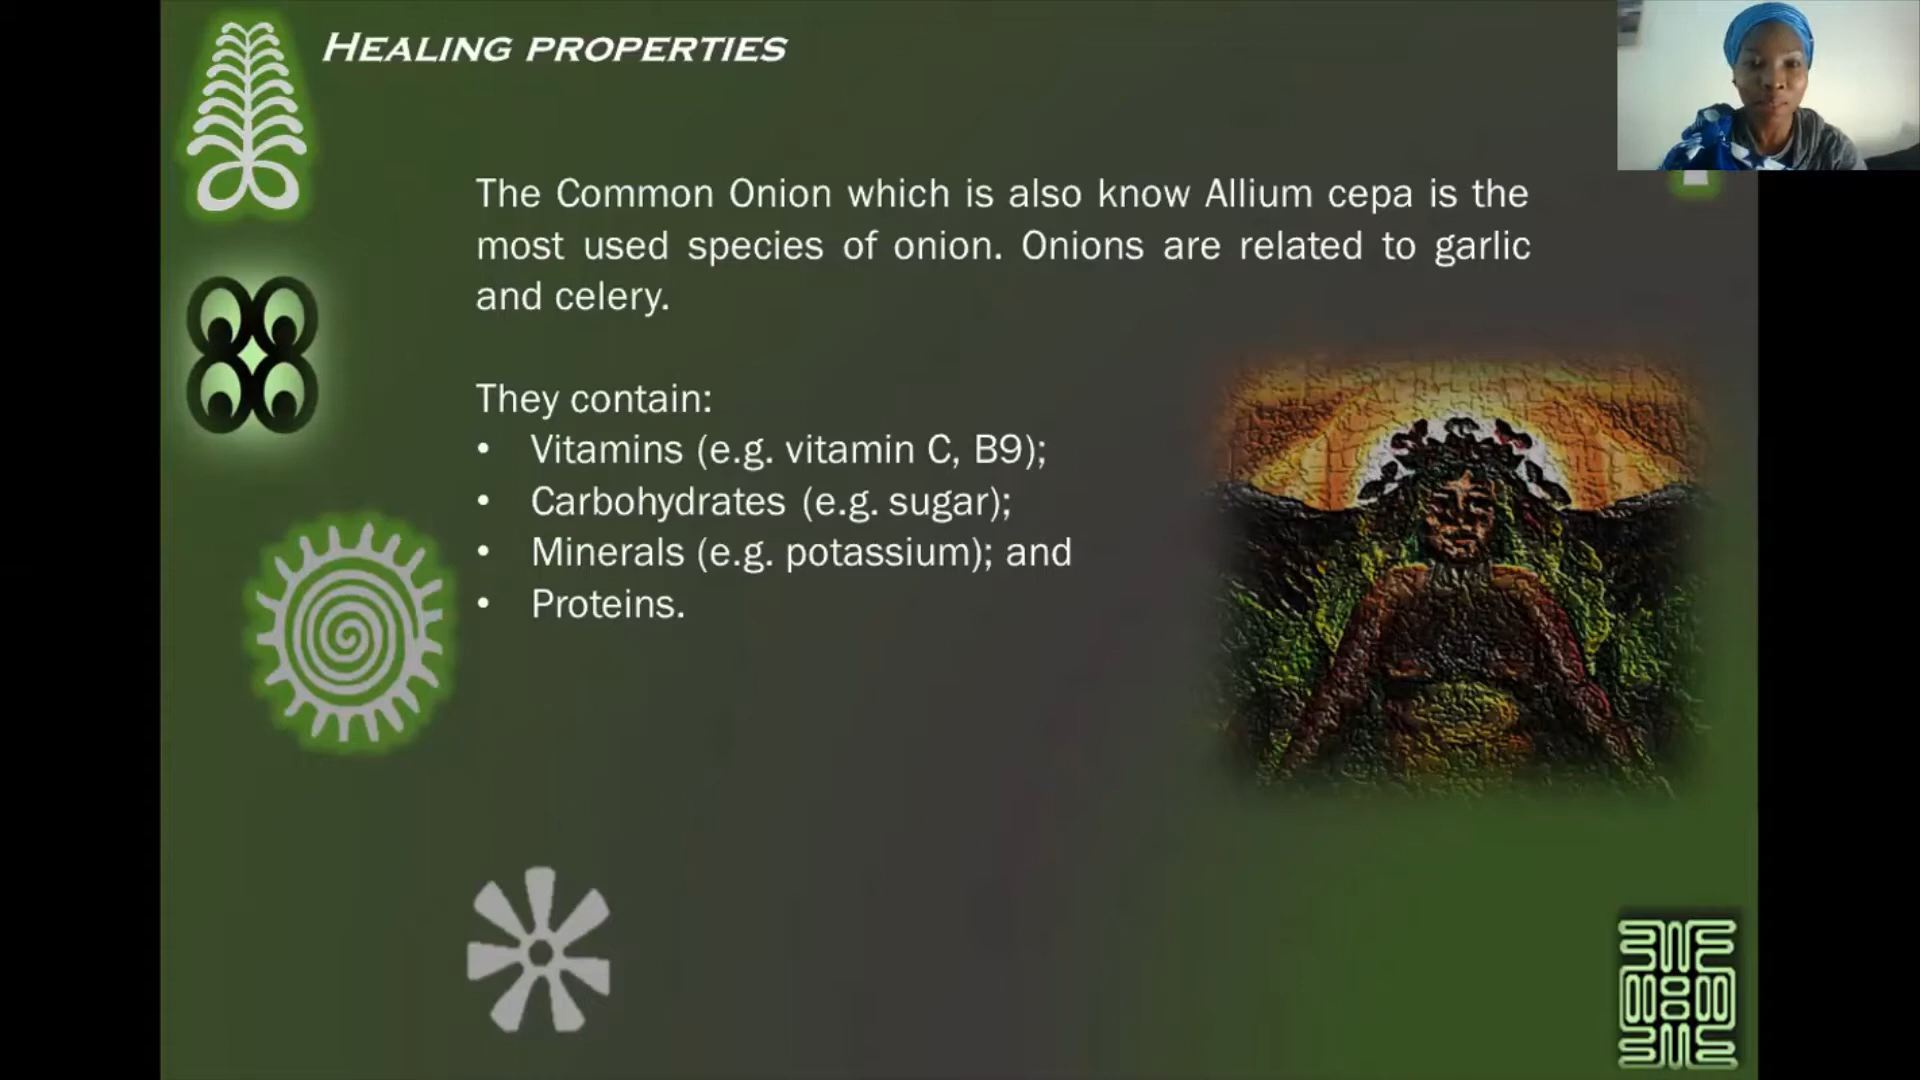 HEALING PROPERTIES
The Common Onion which is also know Allium cepa is the
most used species of onion. Onions are related to garlic
and celery.
They contain:
• Vitamins (e.g. vitamin C, B9);
• Carbohydrates (e.g. sugar);
• Minerals (e.g. potassium); and
• Proteins.